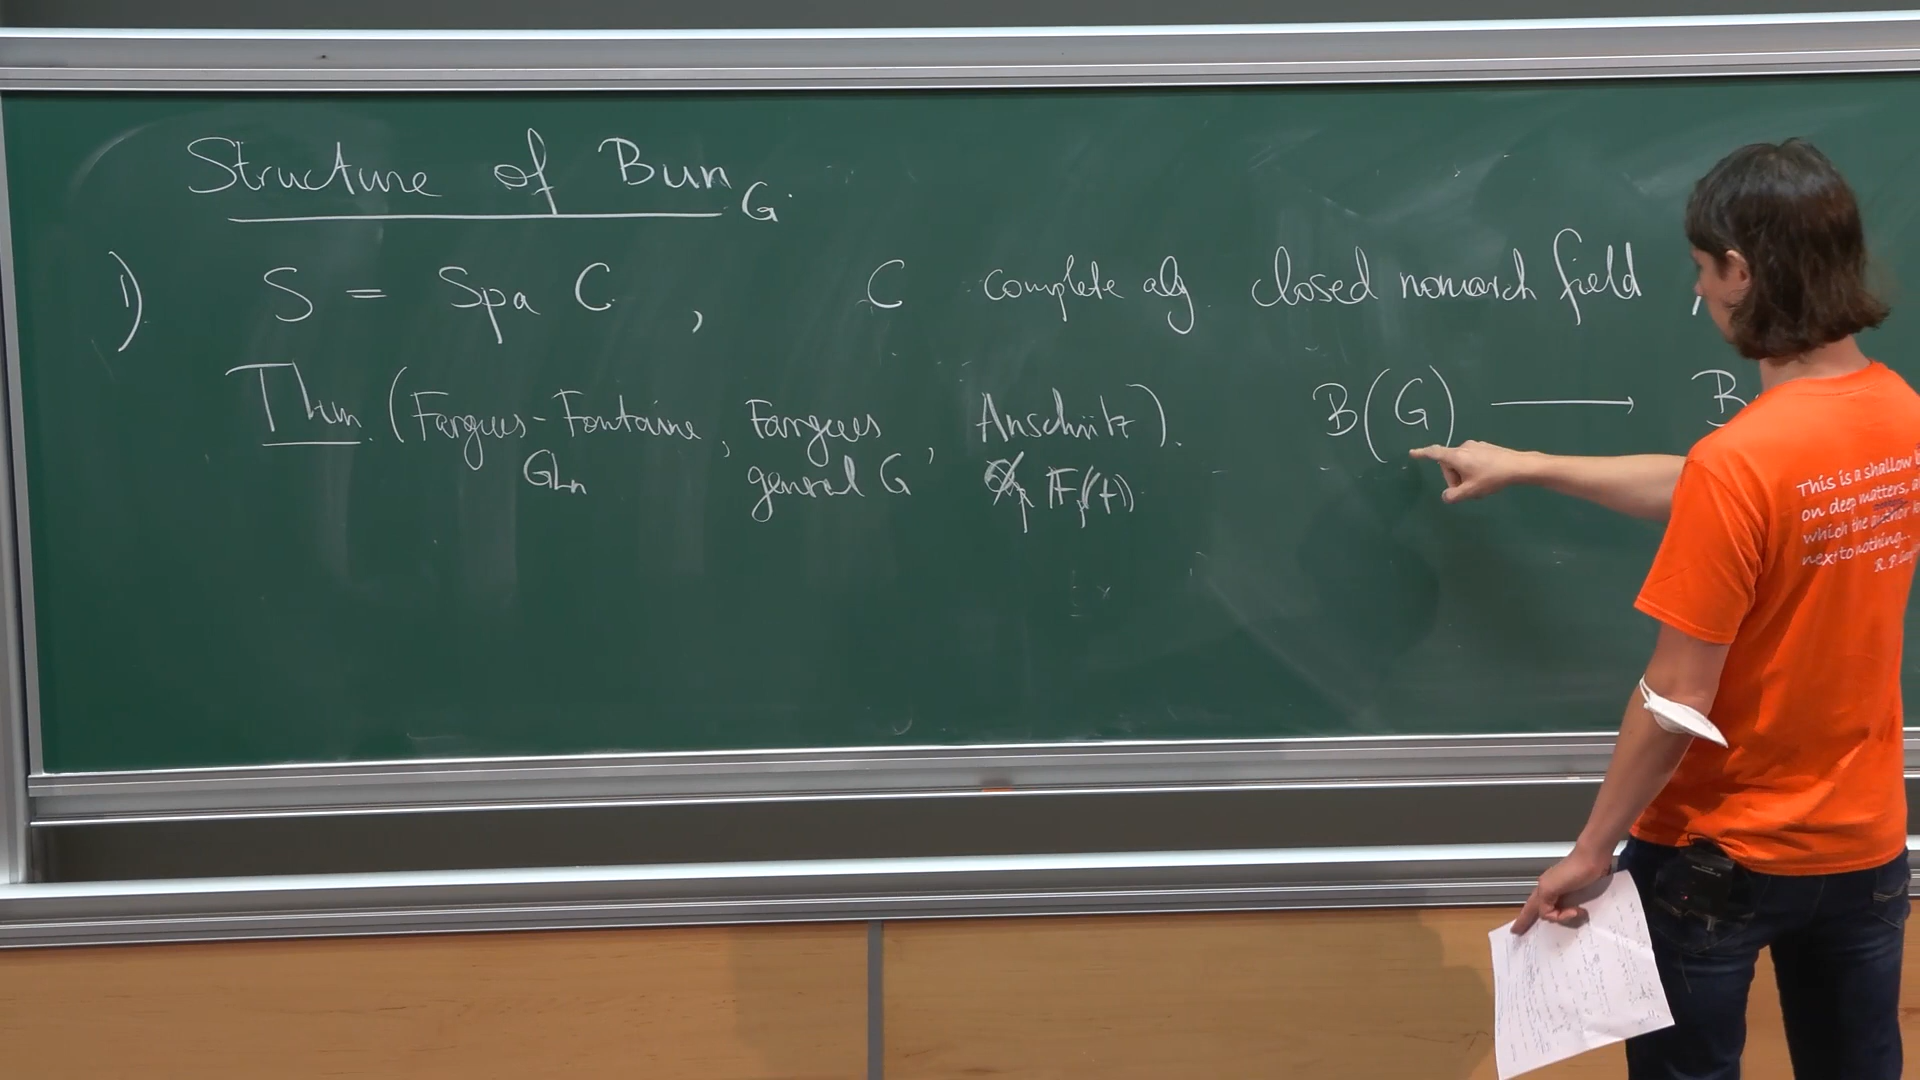 Structure of Bun_G.
1) S = Spa C, C complete alg. closed nonarch field
Thm. (Fargues-Fontaine, Fargues, Anschütz). B(G) ⟶ B
GLn general G F_p((t))
This is a shallow
on deep matters, a
which the author
next to nothing...